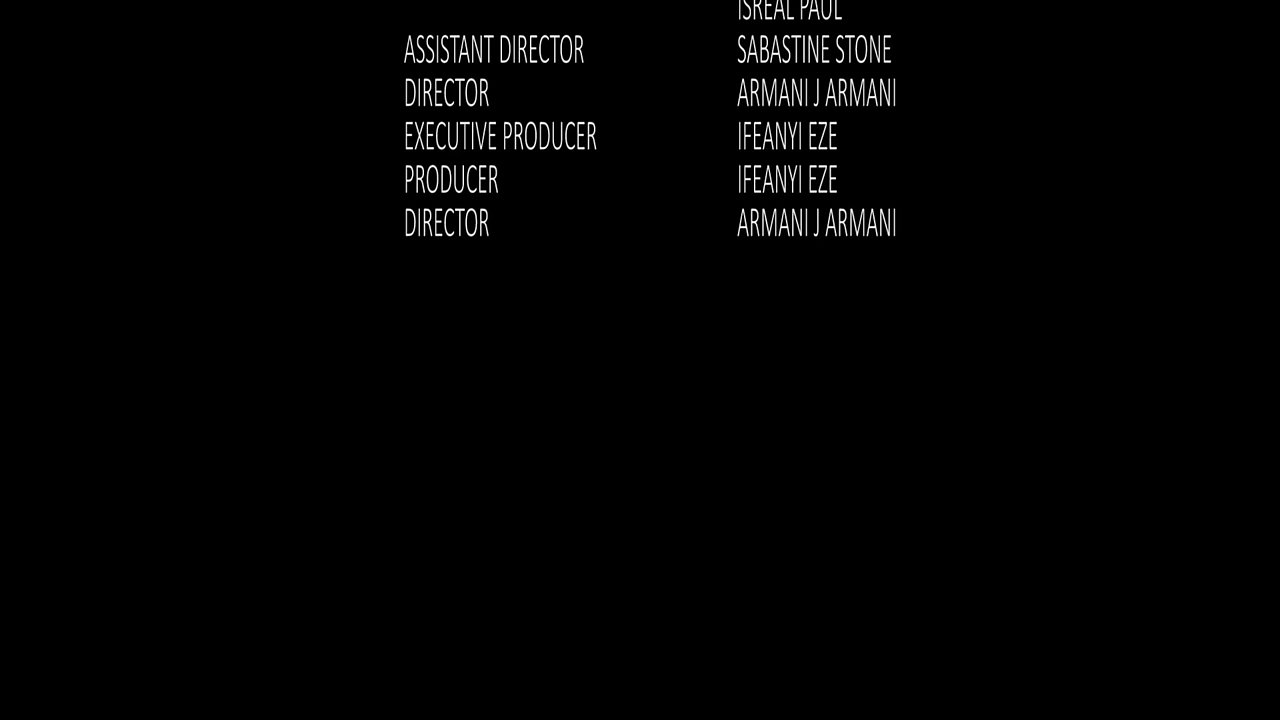 ISREAL PAUL
ASSISTANT DIRECTOR SABASTINE STONE
DIRECTOR ARMANI J ARMANI
EXECUTIVE PRODUCER IFEANYI EZE
PRODUCER IFEANYI EZE
DIRECTOR ARMANI J ARMANI